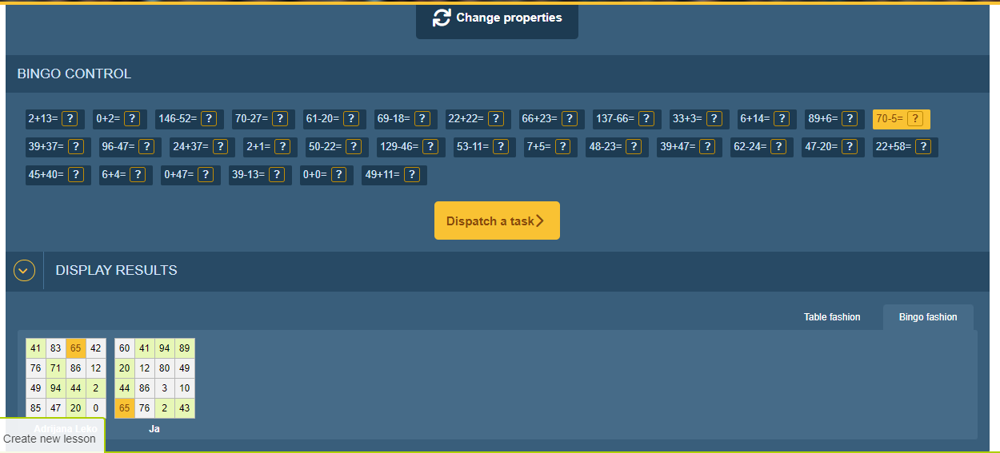 Change properties
BINGO CONTROL
2+13= ? 0+2= ? 146-52= ? 70-27= ? 61-20= ? 69-18= ? 22+22= ? 66+23= ? 137-66= ? 33+3= ? 6+14= ? 89+6= ? 70-5= ?
39+37= ? 96-47= ? 24+37= ? 2+1= ? 50-22= ? 129-46= ? 53-11= ? 7+5= ? 48-23= ? 39+47= ? 62-24= ? 47-20= ? 22+58= ?
45+40= ? 6+4= ? 0+47= ? 39-13= ? 0+0= ? 49+11= ?
Dispatch a task
DISPLAY RESULTS
Table fashion Bingo fashion
41 83 65 42 60 41 94 89
76 71 86 12 20 12 80 49
49 94 44 2 44 86 3 10
85 47 20 0 65 76 2 43
Adrijana Leko Ja
Create new lesson